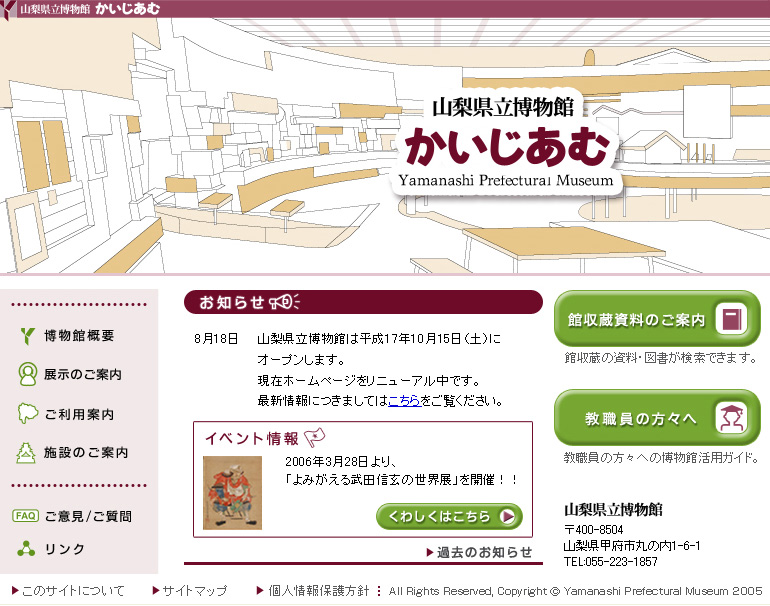 山梨県立博物館 かいじあむ
山梨県立博物館
かいじあむ
Yamanashi Prefectural Museum
博物館概要
展示のご案内
ご利用案内
施設のご案内
FAQ ご意見/ご質問
リンク
お知らせ
8月18日 山梨県立博物館は平成17年10月15日(土)に
オープンします。
現在ホームページをリニューアル中です。
最新情報につきましてはこちらをご覧ください。
イベント情報
2006年3月28日より、
「よみがえる武田信玄の世界展」を開催！！
くわしくはこちら
過去のお知らせ
館収蔵資料のご案内
館収蔵の資料・図書が検索できます。
教職員の方々へ
教職員の方々への博物館活用ガイド。
山梨県立博物館
〒400-8504
山梨県甲府市丸の内1-6-1
TEL:055-223-1857
このサイトについて サイトマップ 個人情報保護方針 All Rights Reserved, Copyright © Yamanashi Prefectural Museum 2005